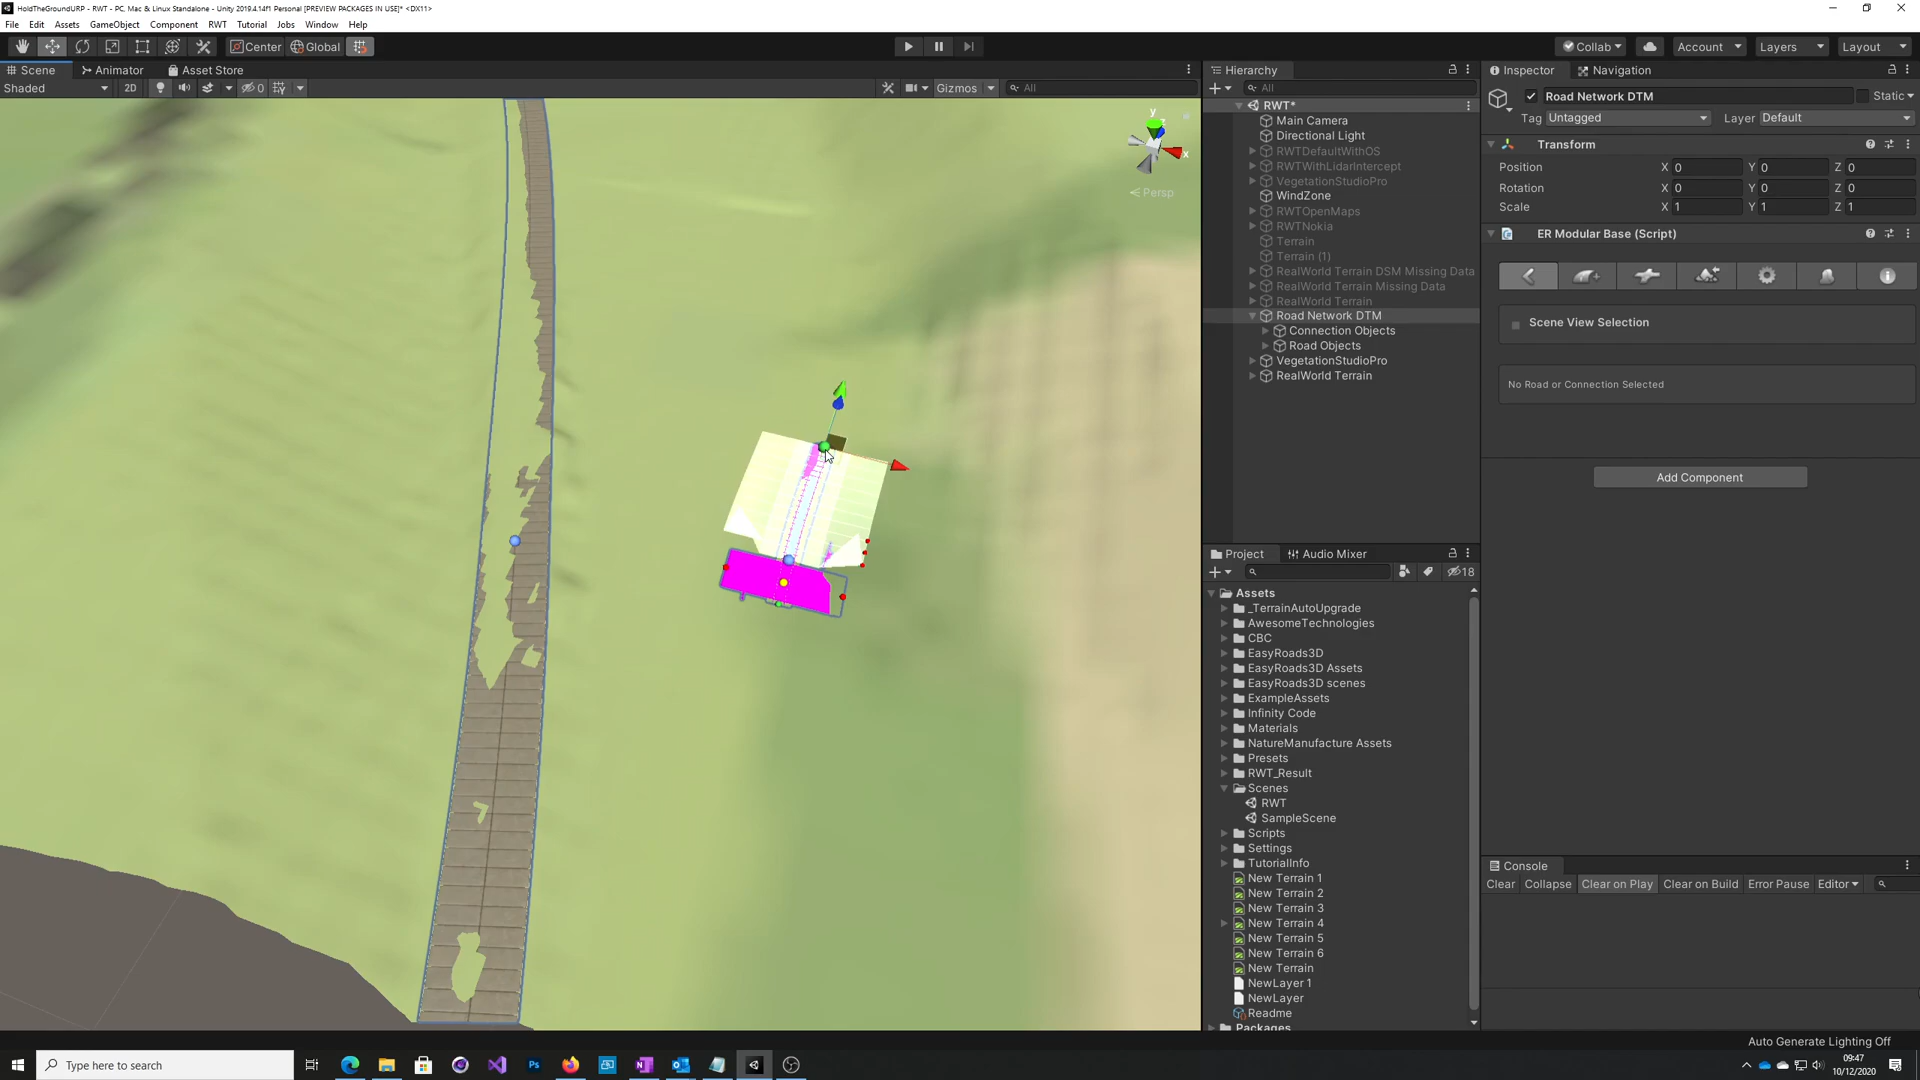 HoldTheGroundURP - RWT - PC, Mac & Linux Standalone - Unity 2019.4.14f1 Personal [PREVIEW PACKAGES IN USE]* <DX11>
File Edit Assets GameObject Component RWT Tutorial Jobs Window Help
Center Global Collab Account Layers Layout
Scene Animator Asset Store
Shaded 2D 0 Gizmos All
y
z
x
Persp
Hierarchy
All
RWT*
Main Camera
Directional Light
RWTDefaultWithOS
RWTWithLidarIntercept
VegetationStudioPro
WindZone
RWTOpenMaps
RWTNokia
Terrain
Terrain (1)
RealWorld Terrain DSM Missing Data
RealWorld Terrain Missing Data
RealWorld Terrain
Road Network DTM
Connection Objects
Road Objects
VegetationStudioPro
RealWorld Terrain
Project Audio Mixer
18
Assets
_TerrainAutoUpgrade
AwesomeTechnologies
CBC
EasyRoads3D
EasyRoads3D Assets
EasyRoads3D scenes
ExampleAssets
Infinity Code
Materials
NatureManufacture Assets
Presets
RWT_Result
Scenes
RWT
SampleScene
Scripts
Settings
TutorialInfo
New Terrain 1
New Terrain 2
New Terrain 3
New Terrain 4
New Terrain 5
New Terrain 6
New Terrain
NewLayer 1
NewLayer
Readme
Packages
Inspector Navigation
Road Network DTM Static
Tag Untagged Layer Default
Transform
Position X 0 Y 0 Z 0
Rotation X 0 Y 0 Z 0
Scale X 1 Y 1 Z 1
ER Modular Base (Script)
Scene View Selection
No Road or Connection Selected
Add Component
Console
Clear Collapse Clear on Play Clear on Build Error Pause Editor
Auto Generate Lighting Off
Type here to search
09:47
10/12/2020